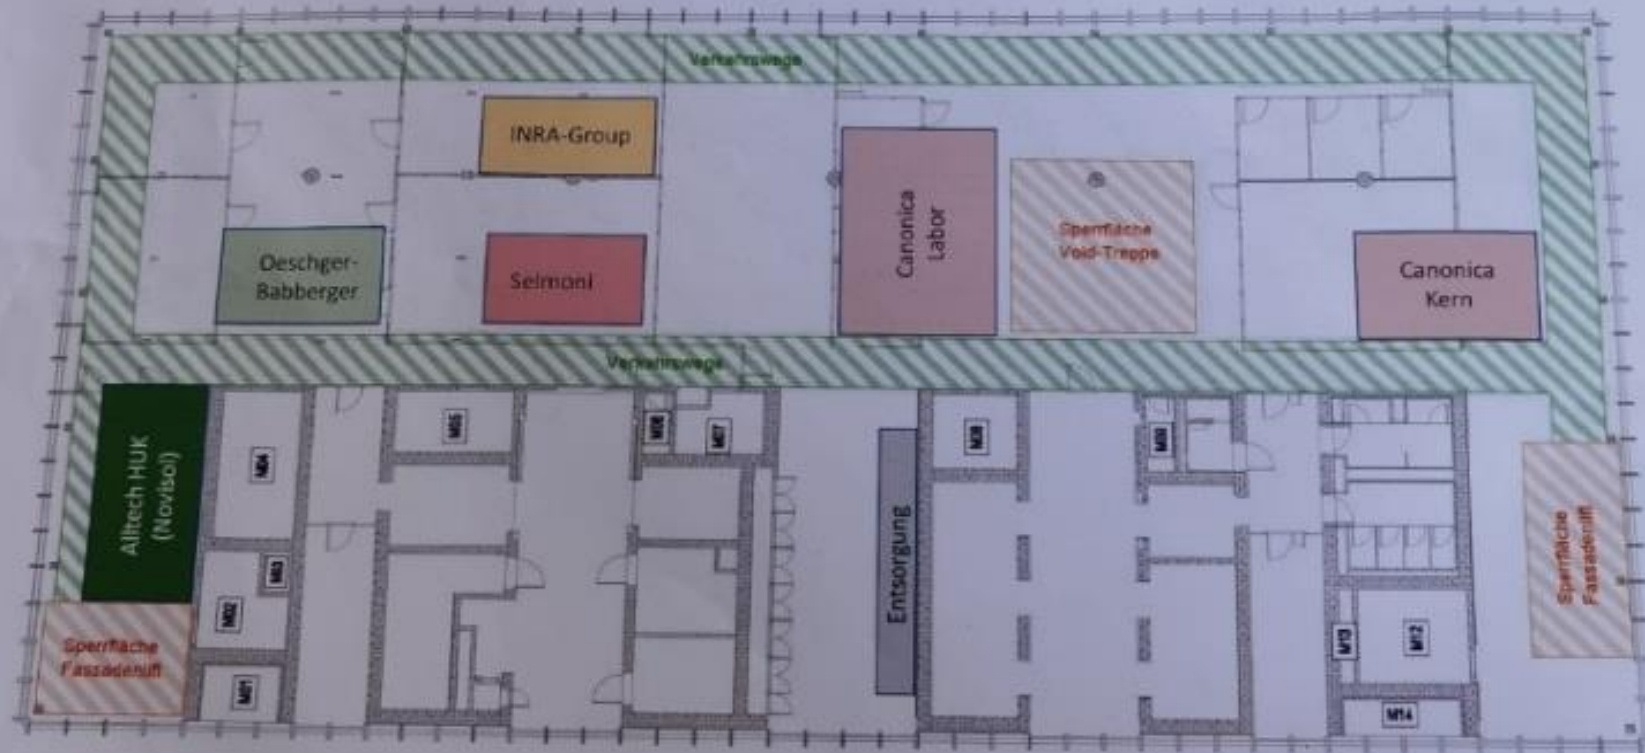 Verkehrswege
INRA-Group
Oeschger-
Babberger
Selmoni
Canonica
Labor
Sperrfläche
Void-Treppe
Canonica
Kern
Verkehrswege
Alltech HUK
(Novisol)
M04
M05
M06
M07
M08
Entsorgung
M03
M02
M01
Sperrfläche
Fassadenlift
Sperrfläche
Fassadenlift
M13
M12
M14